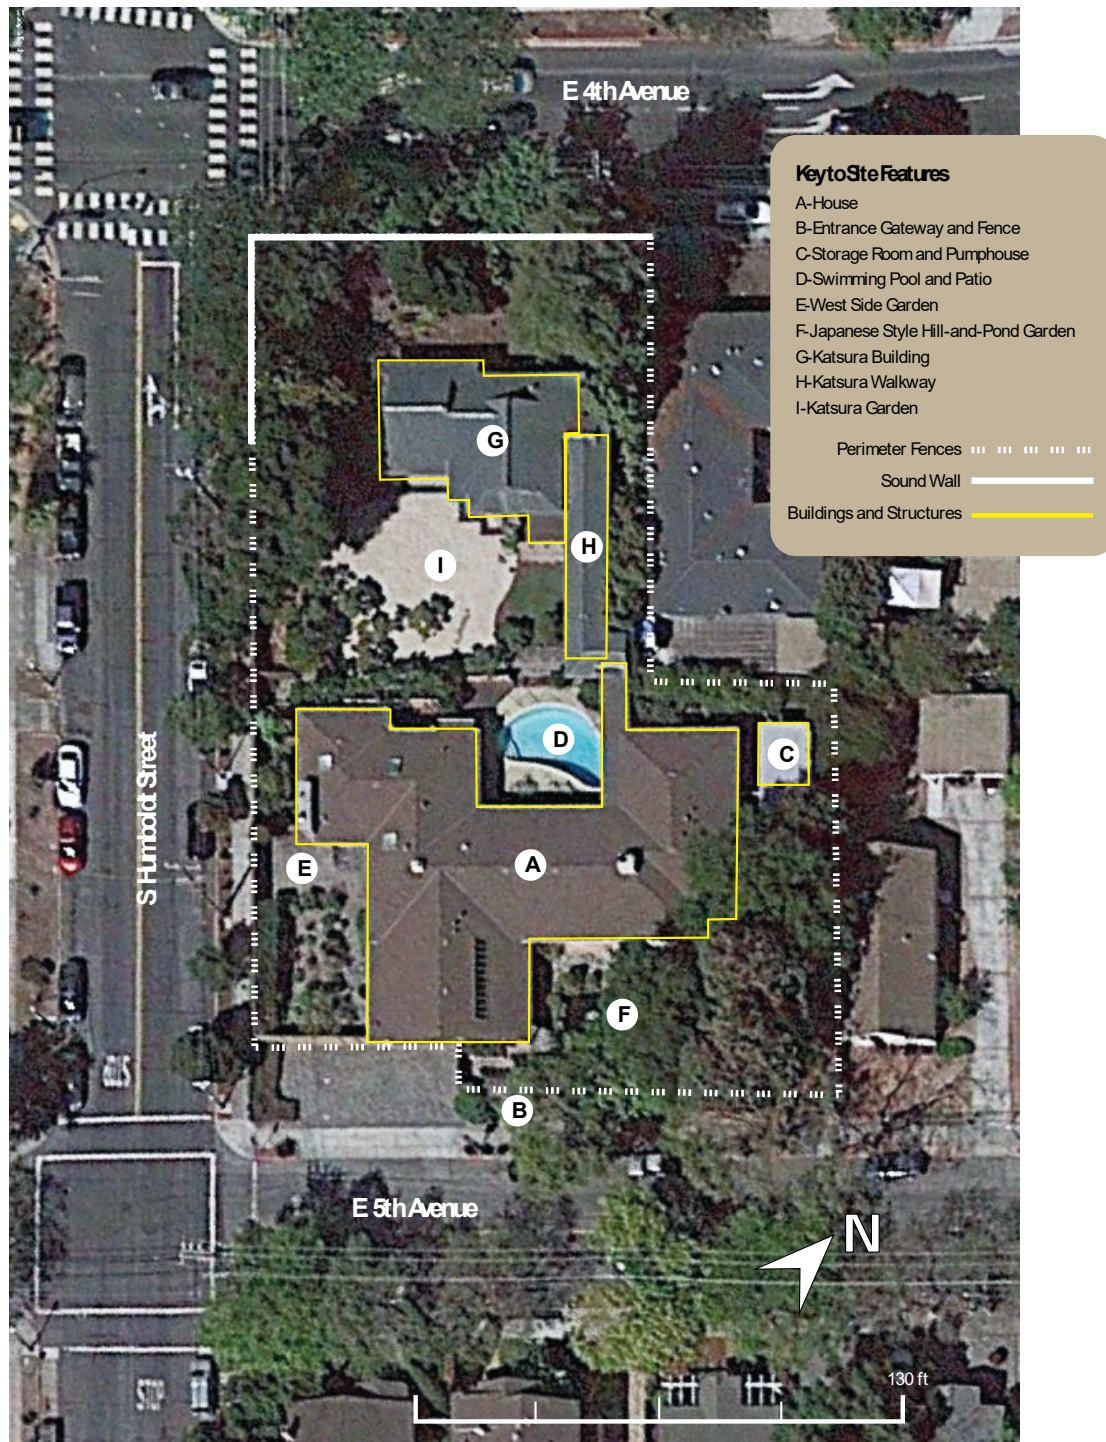 E 4th Avenue
Key to Site Features
A-House
B-Entrance Gateway and Fence
C-Storage Room and Pumphouse
D-Swimming Pool and Patio
E-West Side Garden
F-Japanese Style Hill-and-Pond Garden
G-Katsura Building
H-Katsura Walkway
I-Katsura Garden
Perimeter Fences
Sound Wall
Buildings and Structures
G
H
I
D
C
S Humboldt Street
E
A
F
B
E 5th Avenue
N
130 ft
STOP